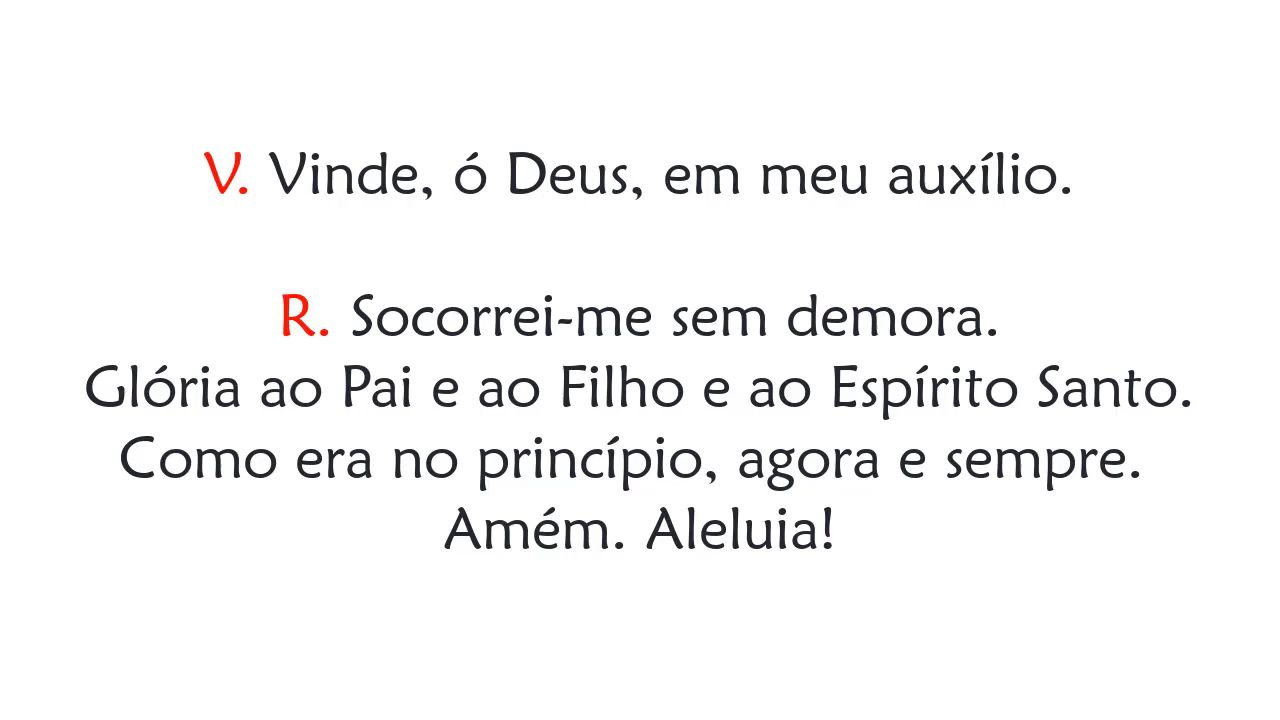 V. Vinde, ó Deus, em meu auxílio.
R. Socorrei-me sem demora.
Glória ao Pai e ao Filho e ao Espírito Santo.
Como era no princípio, agora e sempre.
Amém. Aleluia!